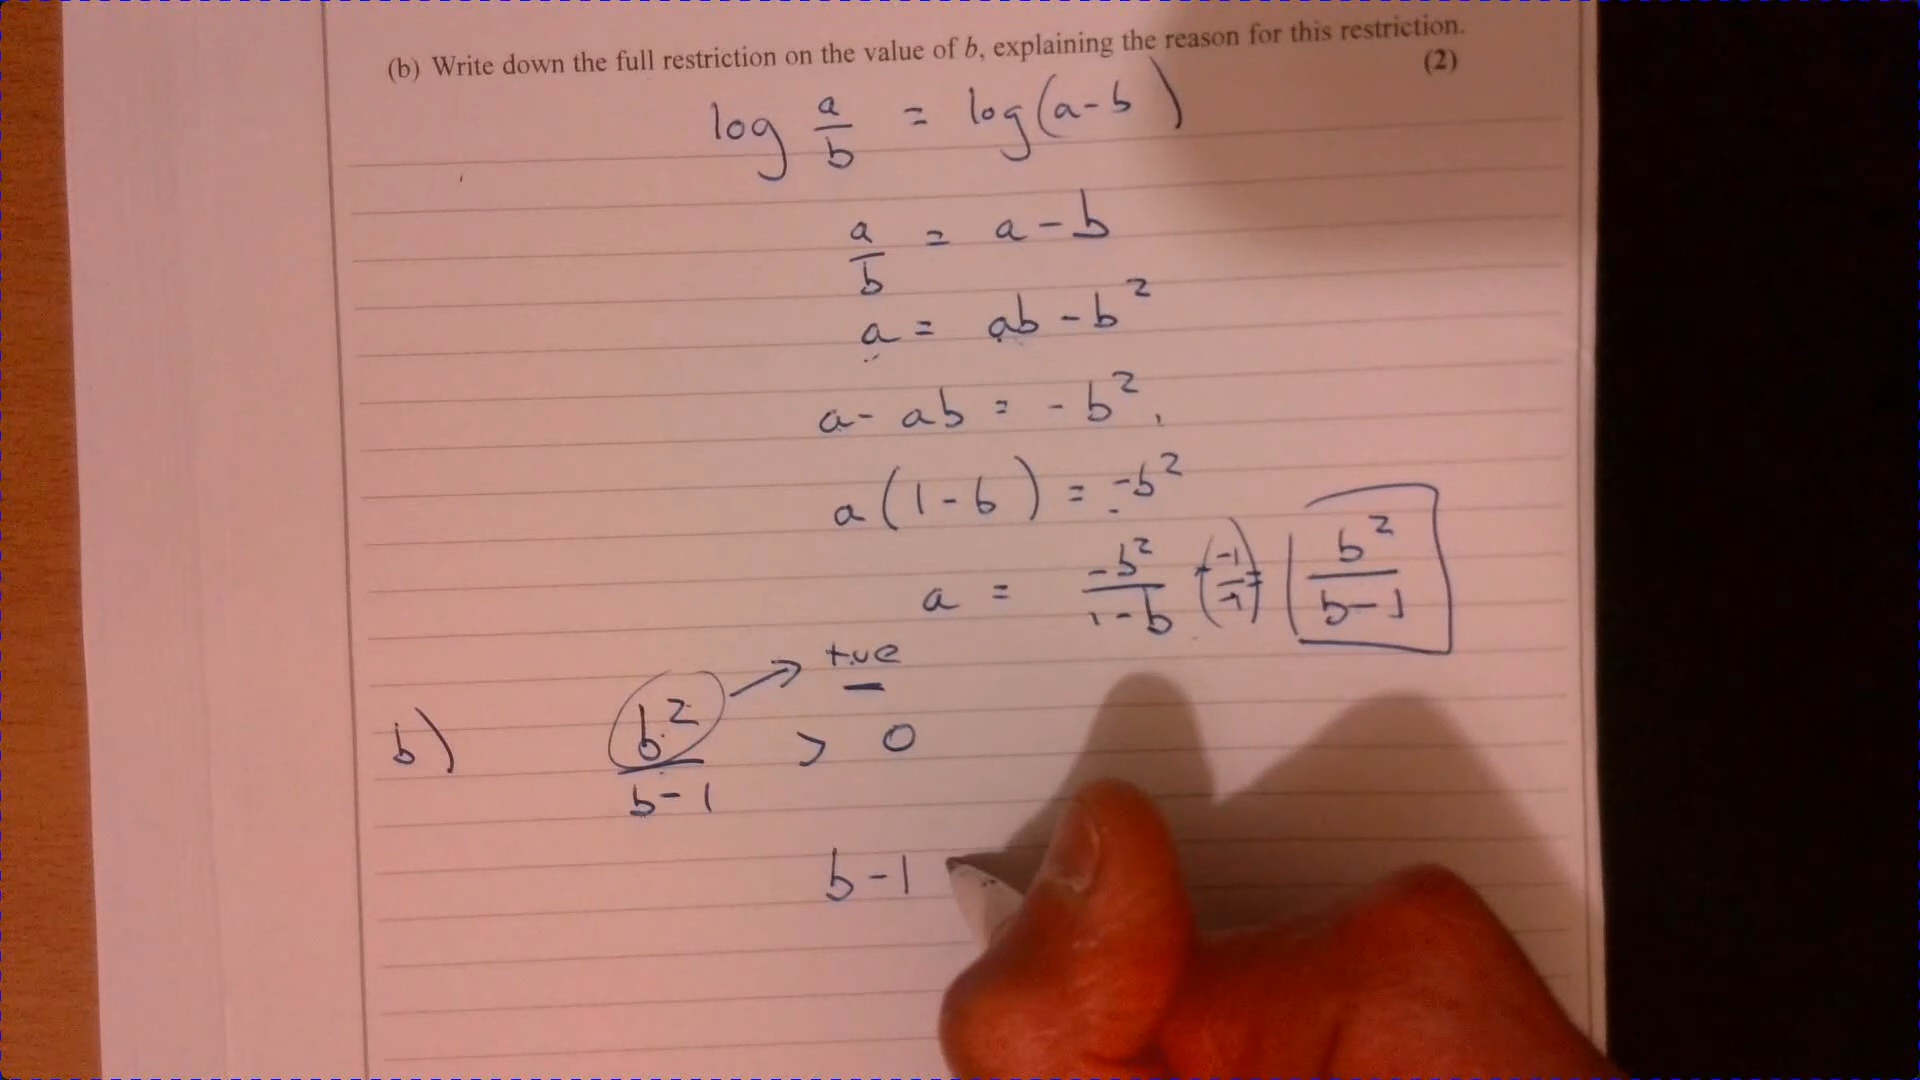 (b) Write down the full restriction on the value of b, explaining the reason for this restriction.
(2)
log a/b = log(a-b)
a/b = a-b
a = ab-b²
a-ab = -b²
a(1-b) = -b²
a = -b²/1-b (-1/-1) = b²/b-1
+ve
b) b²/b-1 > 0
b-1